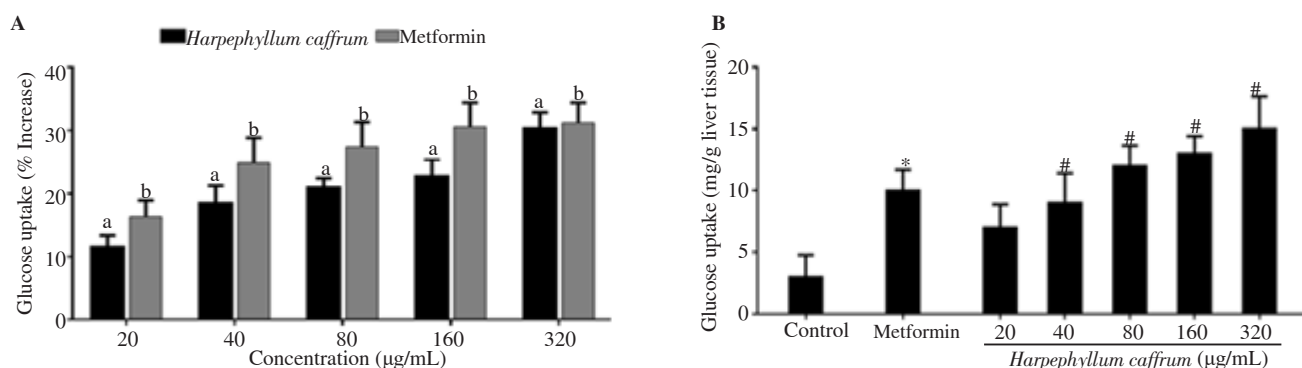 A
Harpephyllum caffrum Metformin
Glucose uptake (% Increase)
40
30
20
10
0
a b
a b
a b
a b
a b
20 40 80 160 320
Concentration (µg/mL)
B
Glucose uptake (mg/g liver tissue)
20
15
10
5
0
* # # # #
Control Metformin 20 40 80 160 320
Harpephyllum caffrum (µg/mL)